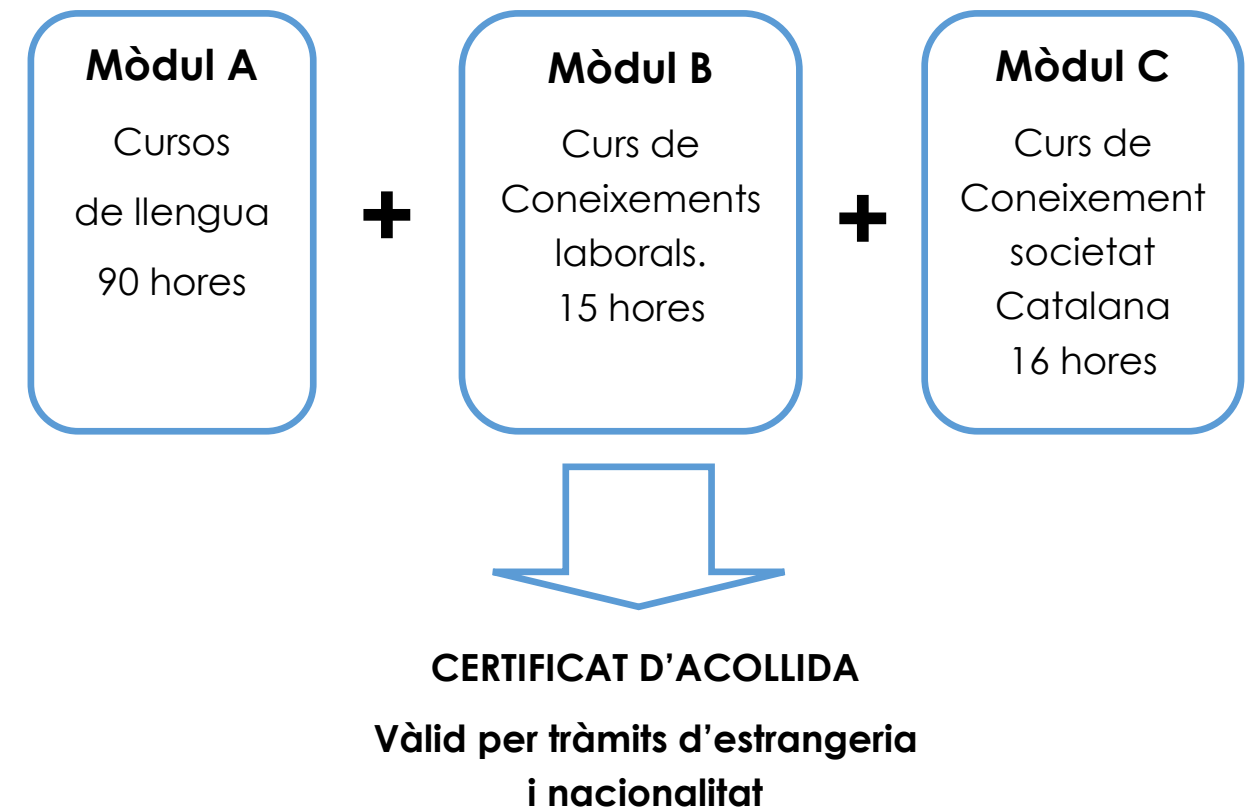 Mòdul A
Cursos
de llengua
90 hores
+
Mòdul B
Curs de
Coneixements
laborals.
15 hores
+
Mòdul C
Curs de
Coneixement
societat
Catalana
16 hores
CERTIFICAT D’ACOLLIDA
Vàlid per tràmits d’estrangeria
i nacionalitat